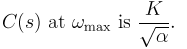 C(s) at ω_max is K/√α.